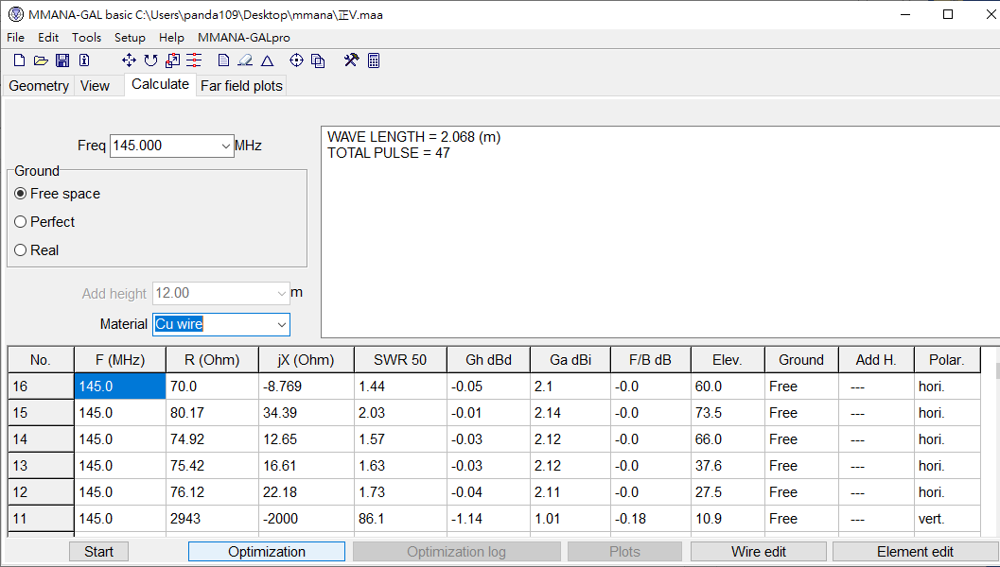 MMANA-GAL basic C:\Users\panda109\Desktop\mmana\正V.maa
File Edit Tools Setup Help MMANA-GALpro
Geometry View Calculate Far field plots
Freq 145.000 MHz
WAVE LENGTH = 2.068 (m)
TOTAL PULSE = 47
Ground
Free space
Perfect
Real
Add height 12.00 m
Material Cu wire
No. F (MHz) R (Ohm) jX (Ohm) SWR 50 Gh dBd Ga dBi F/B dB Elev. Ground Add H. Polar.
16 145.0 70.0 -8.769 1.44 -0.05 2.1 -0.0 60.0 Free --- hori.
15 145.0 80.17 34.39 2.03 -0.01 2.14 -0.0 73.5 Free --- hori.
14 145.0 74.92 12.65 1.57 -0.03 2.12 -0.0 66.0 Free --- hori.
13 145.0 75.42 16.61 1.63 -0.03 2.12 -0.0 37.6 Free --- hori.
12 145.0 76.12 22.18 1.73 -0.04 2.11 -0.0 27.5 Free --- hori.
11 145.0 2943 -2000 86.1 -1.14 1.01 -0.18 10.9 Free --- vert.
Start Optimization Optimization log Plots Wire edit Element edit